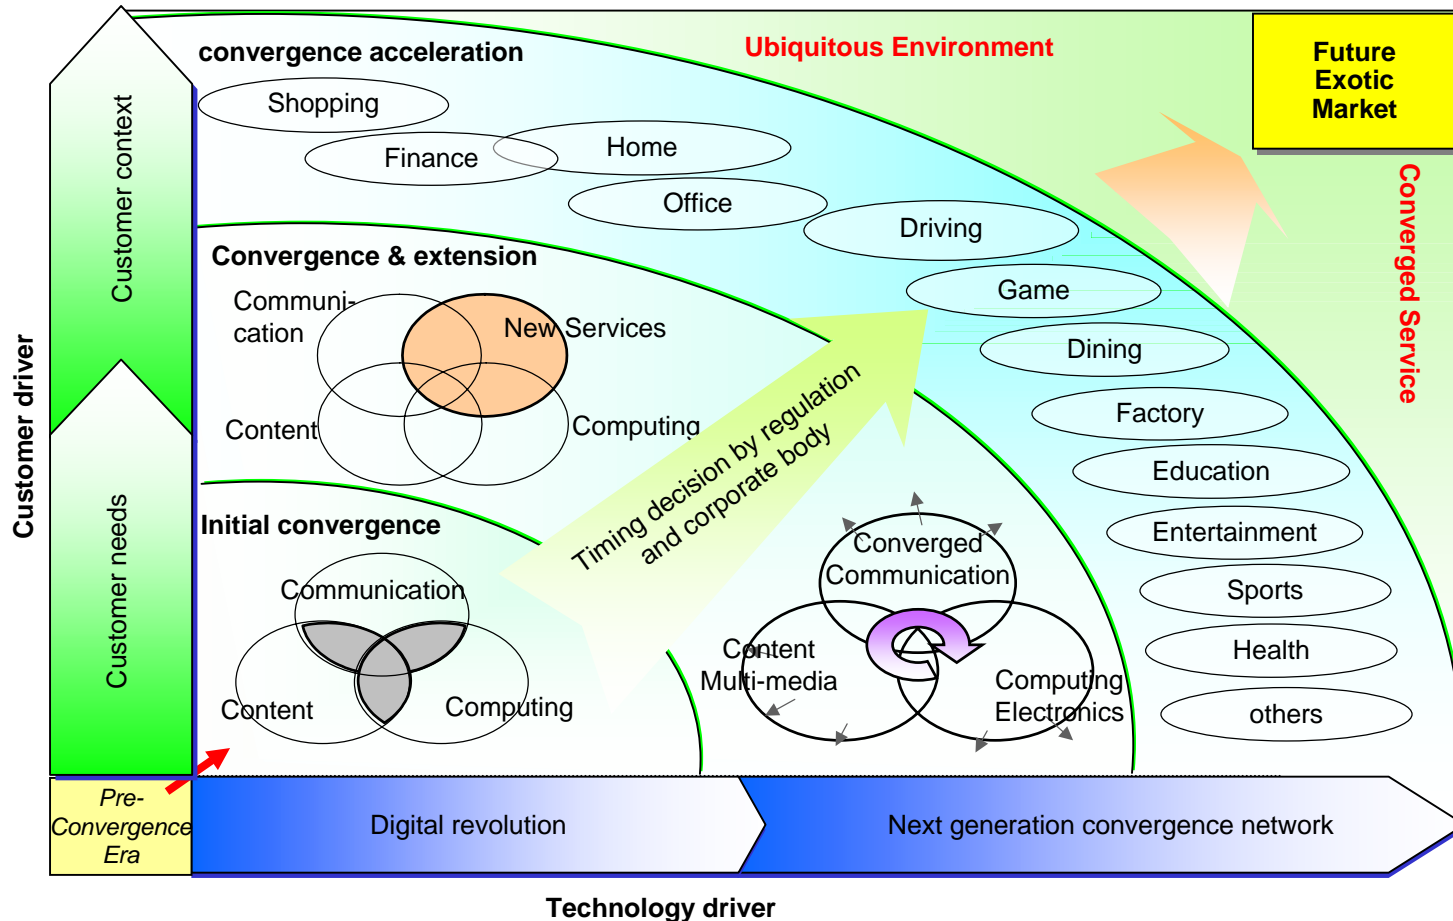 convergence acceleration
Ubiquitous Environment
Future
Exotic
Market
Shopping
Finance
Home
Office
Driving
Game
Dining
Factory
Education
Entertainment
Sports
Health
others
Converged Service
Customer driver
Customer context
Customer needs
Convergence & extension
Communi-
cation
New Services
Content
Computing
Timing decision by regulation
and corporate body
Initial convergence
Communication
Content
Computing
Converged
Communication
Content
Multi-media
Computing
Electronics
Pre-
Convergence
Era
Digital revolution
Next generation convergence network
Technology driver